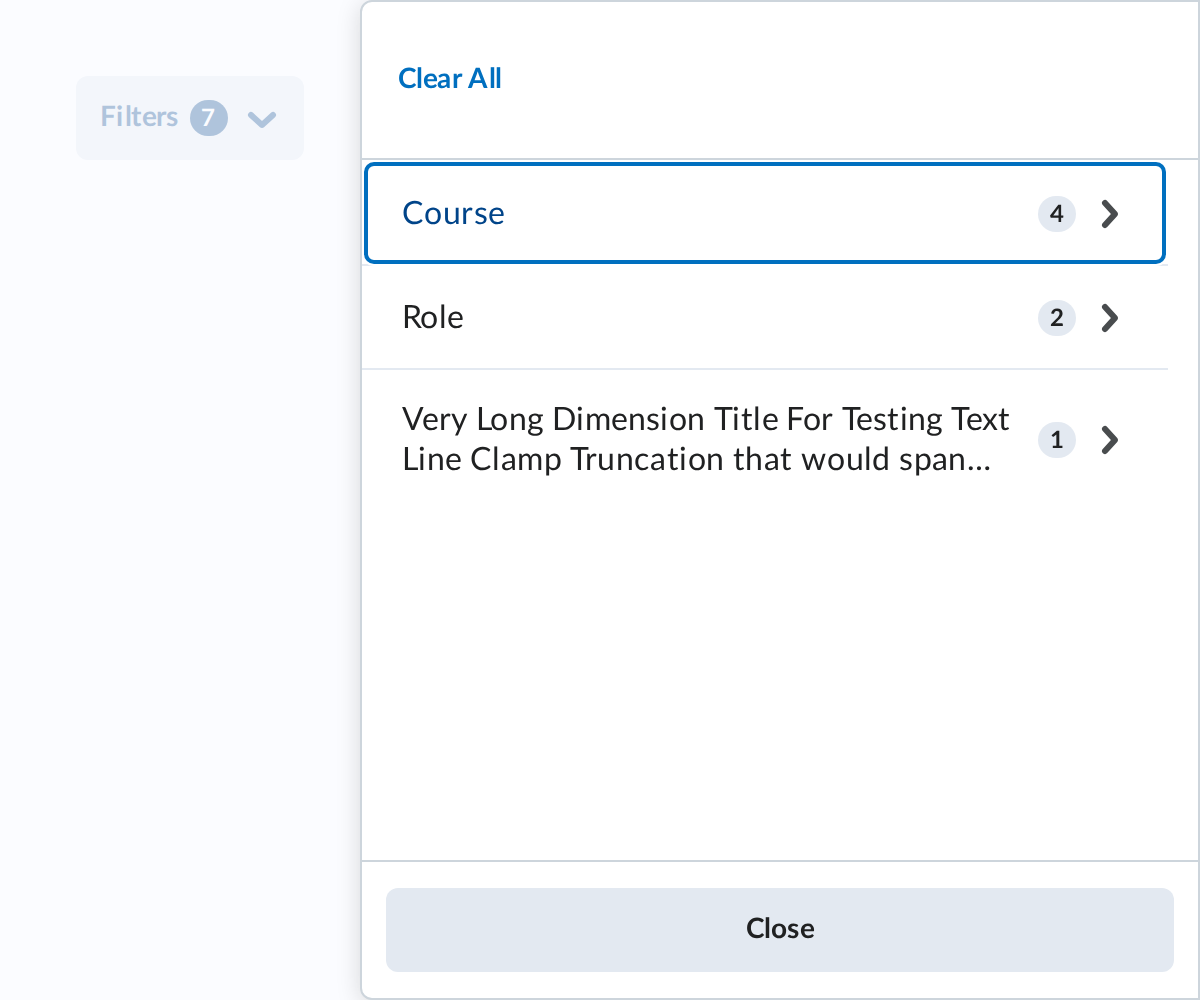 Filters 7
Clear All
Course 4
Role 2
Very Long Dimension Title For Testing Text
Line Clamp Truncation that would span...
1
Close